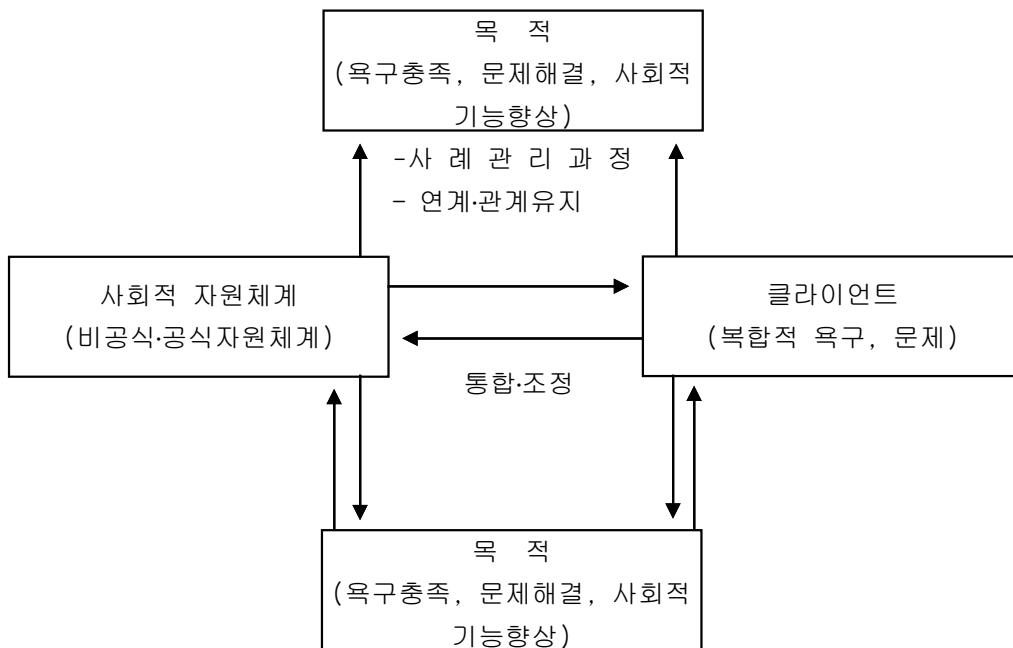 목 적
(욕구충족, 문제해결, 사회적
기능향상)
-사 례 관 리 과 정
- 연계·관계유지
사회적 자원체계
(비공식·공식자원체계)
클라이언트
(복합적 욕구, 문제)
통합·조정
목 적
(욕구충족, 문제해결, 사회적
기능향상)